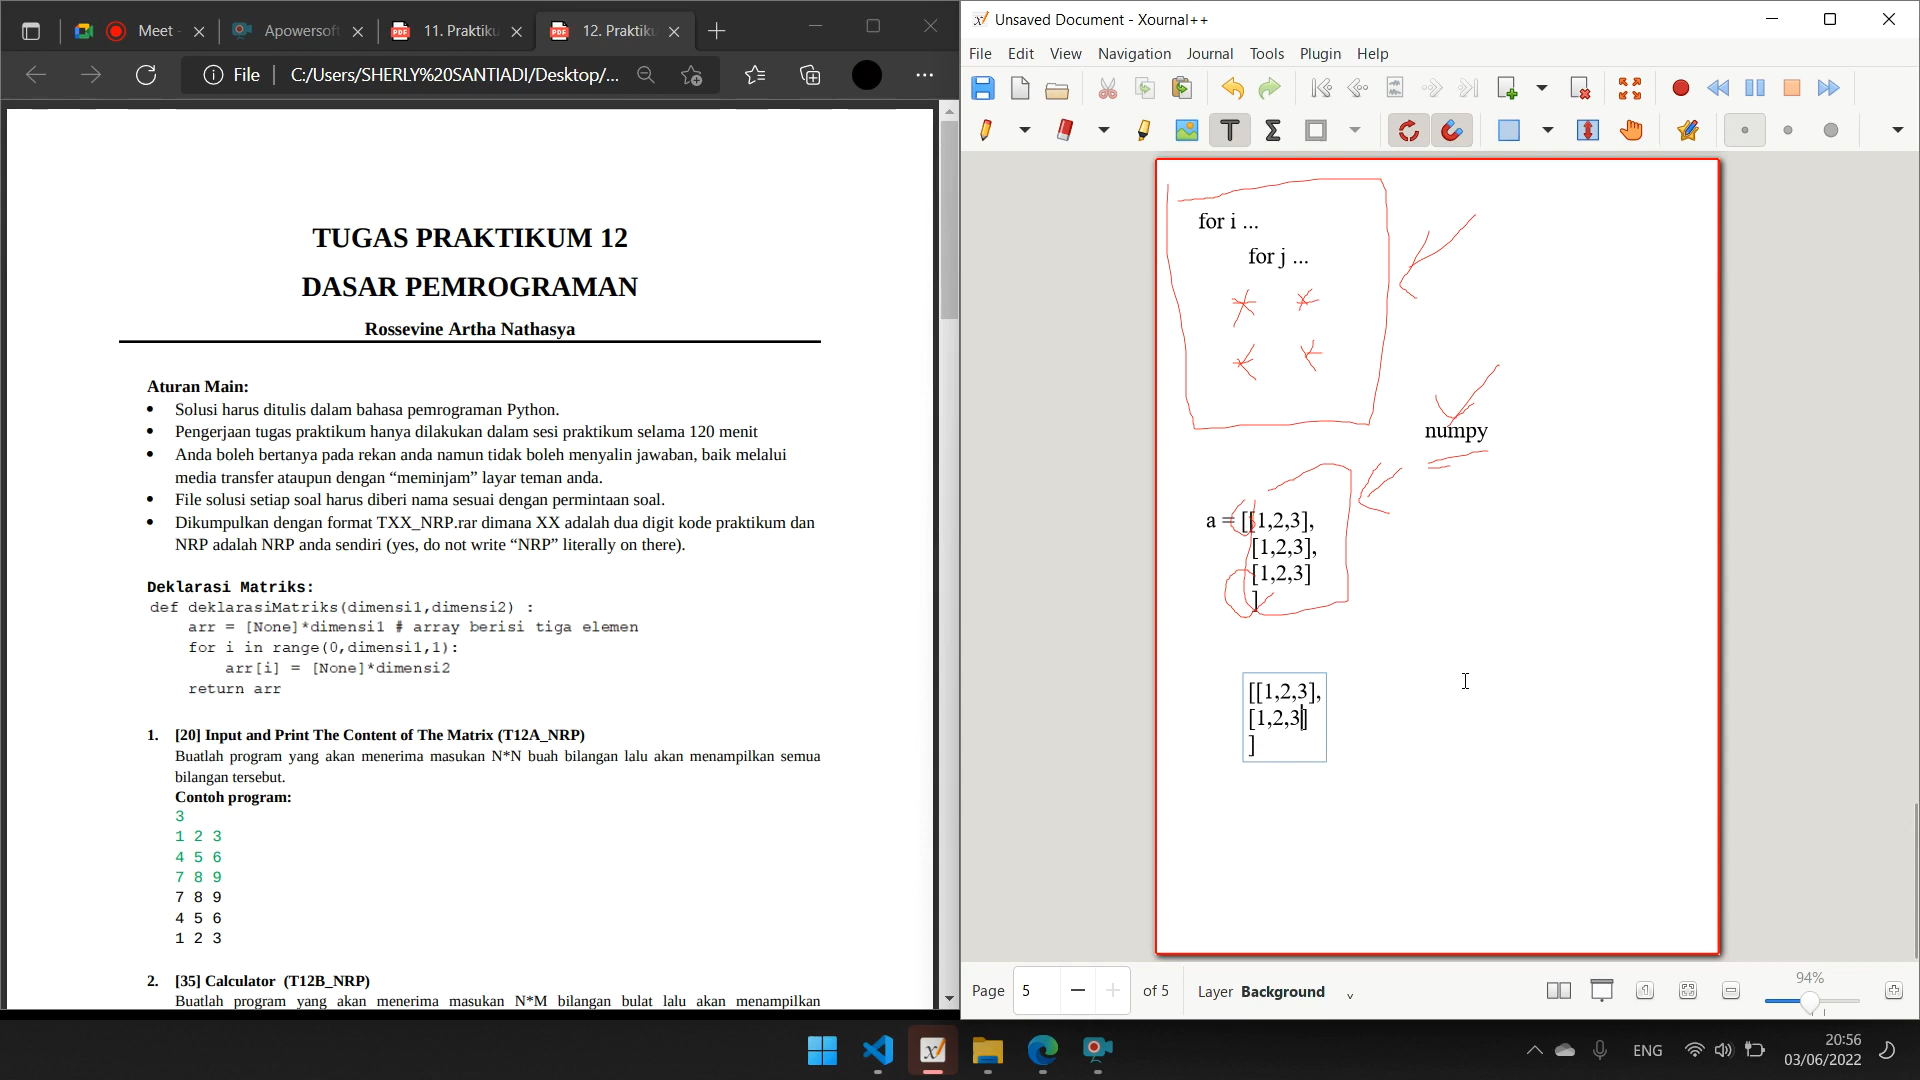 Meet
Apowersoft
11. Praktiku
12. Praktiku
File
C:/Users/SHERLY%20SANTIADI/Desktop/...
TUGAS PRAKTIKUM 12
DASAR PEMROGRAMAN
Rossevine Artha Nathasya
Aturan Main:
• Solusi harus ditulis dalam bahasa pemrograman Python.
• Pengerjaan tugas praktikum hanya dilakukan dalam sesi praktikum selama 120 menit
• Anda boleh bertanya pada rekan anda namun tidak boleh menyalin jawaban, baik melalui
media transfer ataupun dengan “meminjam” layar teman anda.
• File solusi setiap soal harus diberi nama sesuai dengan permintaan soal.
• Dikumpulkan dengan format TXX_NRP.rar dimana XX adalah dua digit kode praktikum dan
NRP adalah NRP anda sendiri (yes, do not write “NRP” literally on there).
Deklarasi Matriks:
def deklarasiMatriks(dimensi1,dimensi2) :
arr = [None]*dimensi1 # array berisi tiga elemen
for i in range(0,dimensi1,1):
arr[i] = [None]*dimensi2
return arr
1. [20] Input and Print The Content of The Matrix (T12A_NRP)
Buatlah program yang akan menerima masukan N*N buah bilangan lalu akan menampilkan semua
bilangan tersebut.
Contoh program:
3
1 2 3
4 5 6
7 8 9
7 8 9
4 5 6
1 2 3
2. [35] Calculator (T12B_NRP)
Buatlah program yang akan menerima masukan N*M bilangan bulat lalu akan menampilkan
Unsaved Document - Xournal++
File Edit View Navigation Journal Tools Plugin Help
for i ...
for j ...
numpy
a = [[1,2,3],
[1,2,3],
[1,2,3]
]
[[1,2,3],
[1,2,3]
]
Page 5 of 5 Layer Background
94%
ENG
20:56
03/06/2022